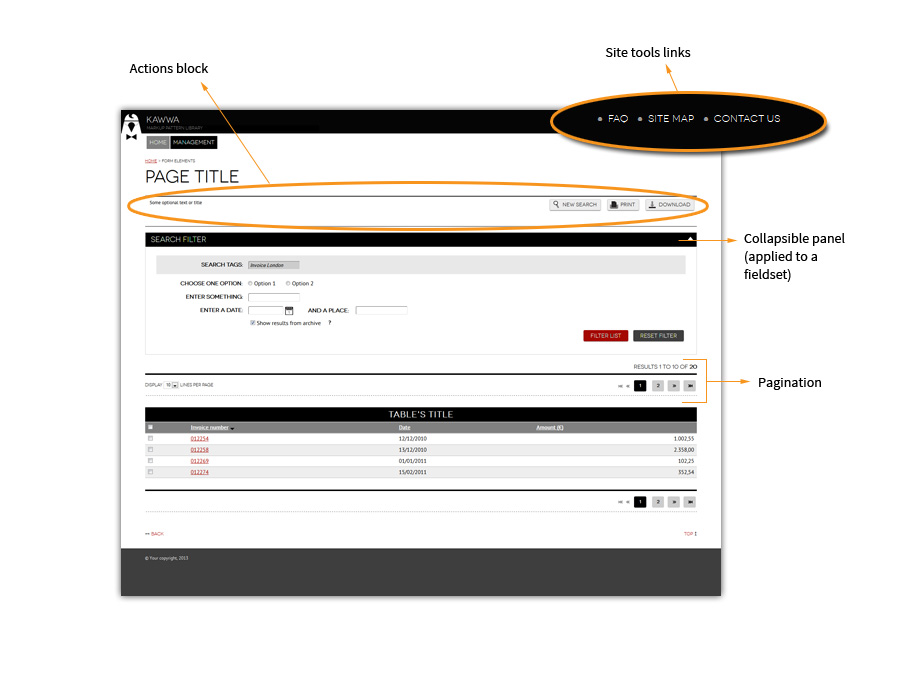 Site tools links
Actions block
KAWWA
MARKUP PATTERN LIBRARY
FAQ SITE MAP CONTACT US
HOME MANAGEMENT
HOME > FORM ELEMENTS
PAGE TITLE
Some optional text or title
NEW SEARCH PRINT DOWNLOAD
SEARCH FILTER
Collapsible panel
(applied to a
fieldset)
SEARCH TAGS: Invoice London
CHOOSE ONE OPTION: Option 1 Option 2
ENTER SOMETHING:
ENTER A DATE: AND A PLACE:
Show results from archive ?
FILTER LIST RESET FILTER
RESULTS 1 TO 10 OF 20
Pagination
DISPLAY 10 LINES PER PAGE
1 2
TABLE'S TITLE
Invoice number Date Amount (€)
012254 12/12/2010 1.002,55
012258 13/12/2010 2.358,00
012269 01/01/2011 102,25
012274 15/02/2011 352,54
1 2
BACK TOP
© Your copyright, 2013